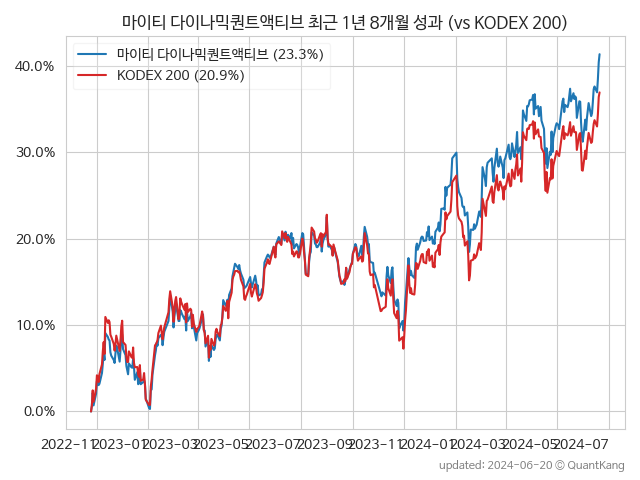 마이티 다이나믹퀀트액티브 최근 1년 8개월 성과 (vs KODEX 200)
마이티 다이나믹퀀트액티브 (23.3%)
KODEX 200 (20.9%)
40.0%
30.0%
20.0%
10.0%
0.0%
2022-11 2023-01 2023-03 2023-05 2023-07 2023-09 2023-11 2024-01 2024-03 2024-05 2024-07
updated: 2024-06-20 @ QuantKang